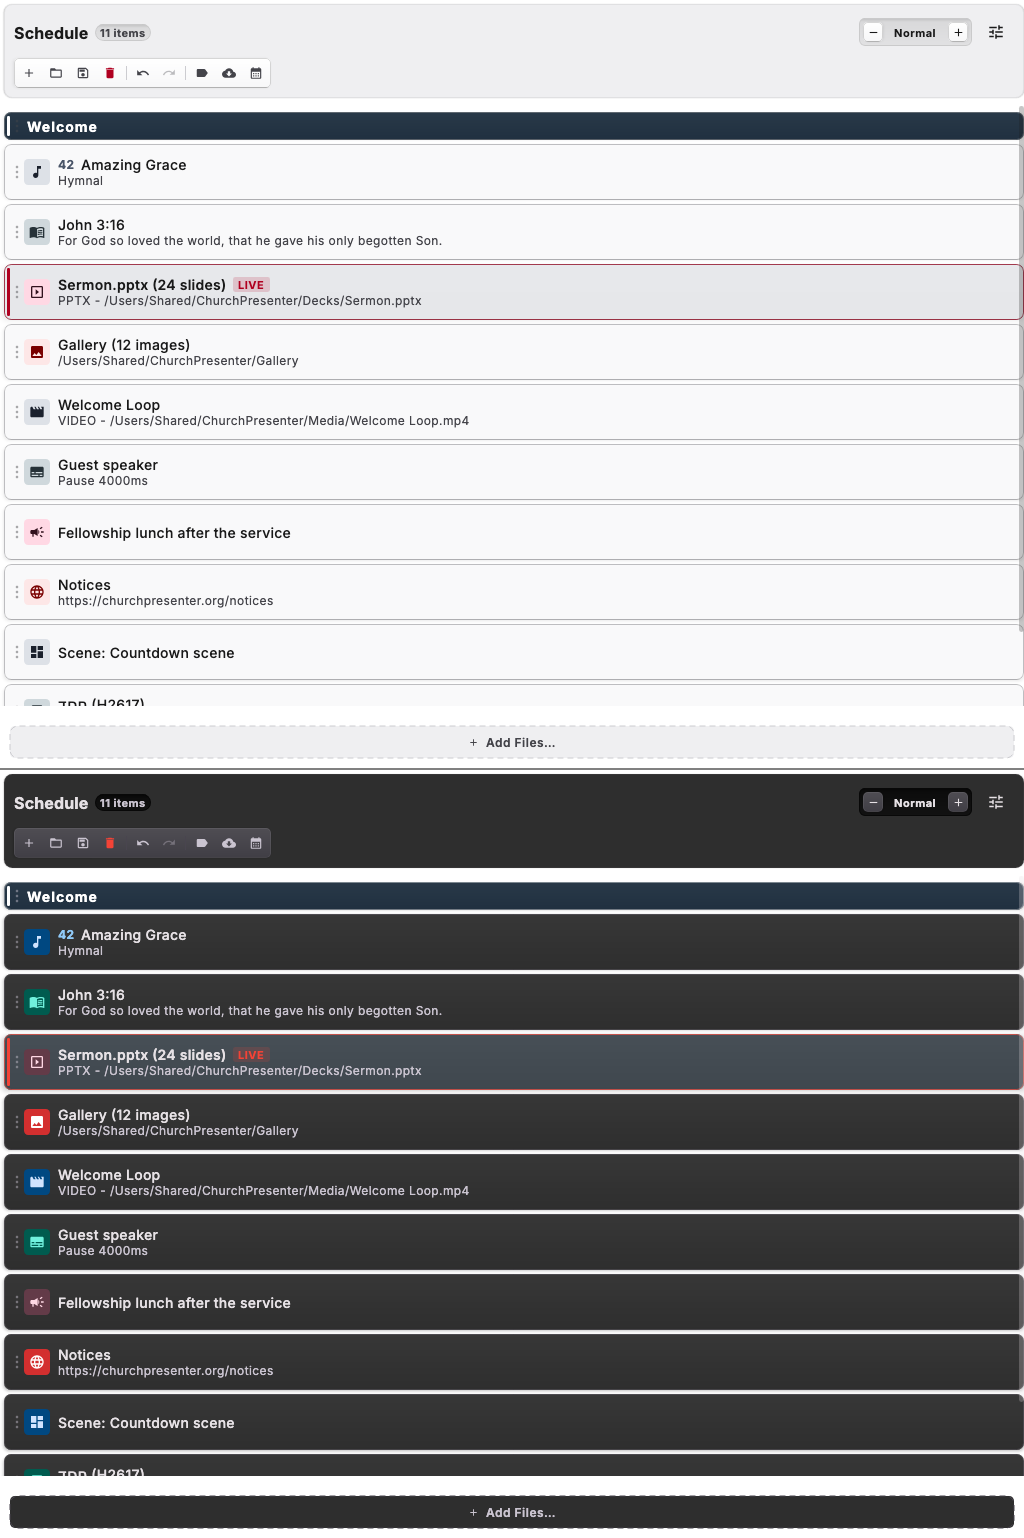 Schedule 11 items
− Normal +
Welcome
42 Amazing Grace
Hymnal
John 3:16
For God so loved the world, that he gave his only begotten Son.
Sermon.pptx (24 slides) LIVE
PPTX - /Users/Shared/ChurchPresenter/Decks/Sermon.pptx
Gallery (12 images)
/Users/Shared/ChurchPresenter/Gallery
Welcome Loop
VIDEO - /Users/Shared/ChurchPresenter/Media/Welcome Loop.mp4
Guest speaker
Pause 4000ms
Fellowship lunch after the service
Notices
https://churchpresenter.org/notices
Scene: Countdown scene
(H2617)
+ Add Files...
Schedule 11 items
− Normal +
Welcome
42 Amazing Grace
Hymnal
John 3:16
For God so loved the world, that he gave his only begotten Son.
Sermon.pptx (24 slides) LIVE
PPTX - /Users/Shared/ChurchPresenter/Decks/Sermon.pptx
Gallery (12 images)
/Users/Shared/ChurchPresenter/Gallery
Welcome Loop
VIDEO - /Users/Shared/ChurchPresenter/Media/Welcome Loop.mp4
Guest speaker
Pause 4000ms
Fellowship lunch after the service
Notices
https://churchpresenter.org/notices
Scene: Countdown scene
(H2617)
+ Add Files...